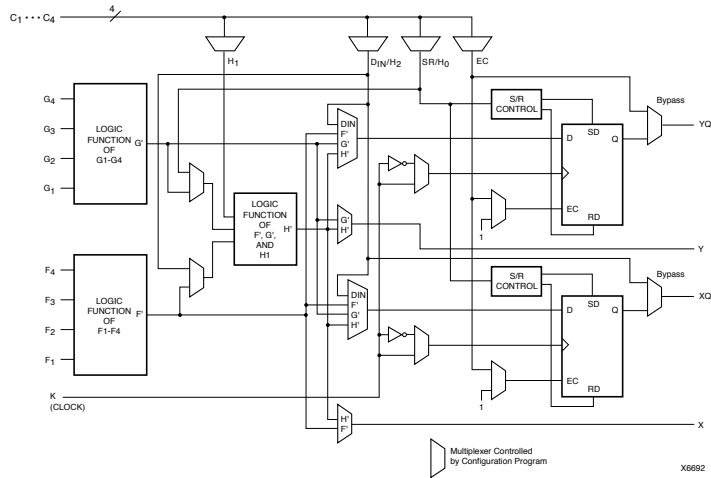 C1 • • • C4
4
H1
DIN/H2
SR/H0
EC
G4
G3
G2
G1
LOGIC
FUNCTION
OF
G1-G4
G'
S/R
CONTROL
Bypass
DIN
F'
G'
H'
D
SD
Q
YQ
LOGIC
FUNCTION
OF
F', G',
AND
H1
H'
G'
H'
EC
RD
1
Y
F4
F3
F2
F1
LOGIC
FUNCTION
OF
F1-F4
F'
S/R
CONTROL
Bypass
DIN
F'
G'
H'
D
SD
Q
XQ
EC
RD
1
K
(CLOCK)
H'
F'
X
Multiplexer Controlled
by Configuration Program
X6692